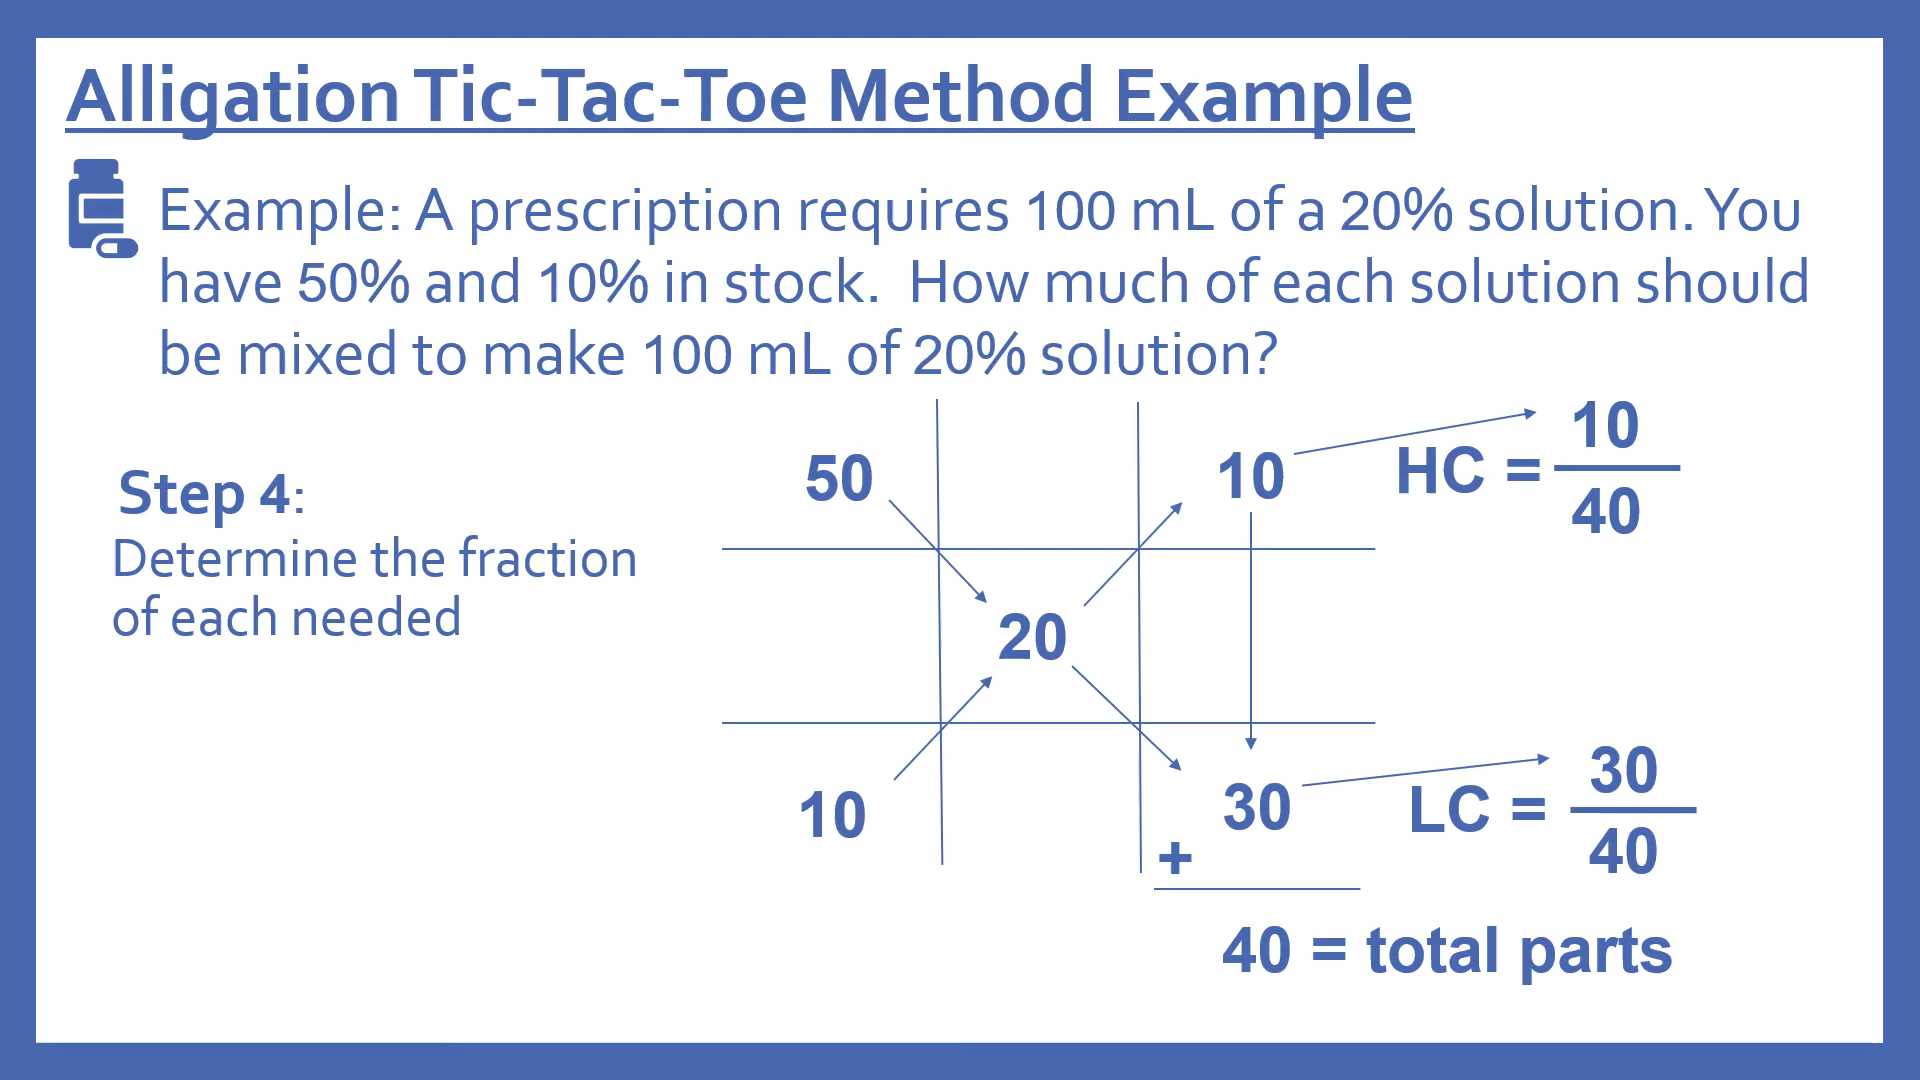 Alligation Tic-Tac-Toe Method Example
Example: A prescription requires 100 mL of a 20% solution. You
have 50% and 10% in stock.  How much of each solution should
be mixed to make 100 mL of 20% solution?
Step 4:
Determine the fraction
of each needed
50
10
HC =
10
40
20
10
30
LC =
30
40
+
40 = total parts